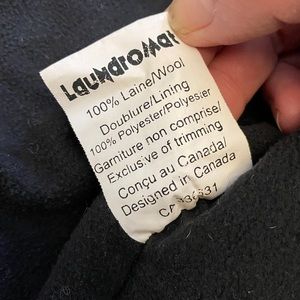 LaundroMat
100% Laine/Wool
Doublure/Lining
100% Polyester/Polyester
Garniture non comprise/
Exclusive of trimming
Conçu au Canada/
Designed in Canada